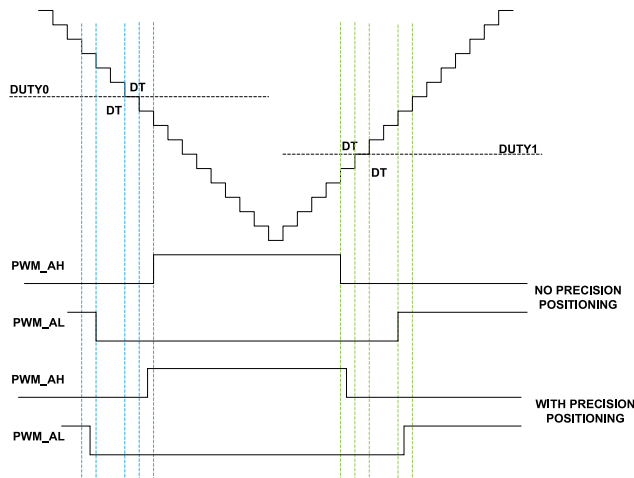 DT
DUTY0
DT
DT
DUTY1
DT
PWM_AH
NO PRECISION
POSITIONING
PWM_AL
PWM_AH
WITH PRECISION
POSITIONING
PWM_AL